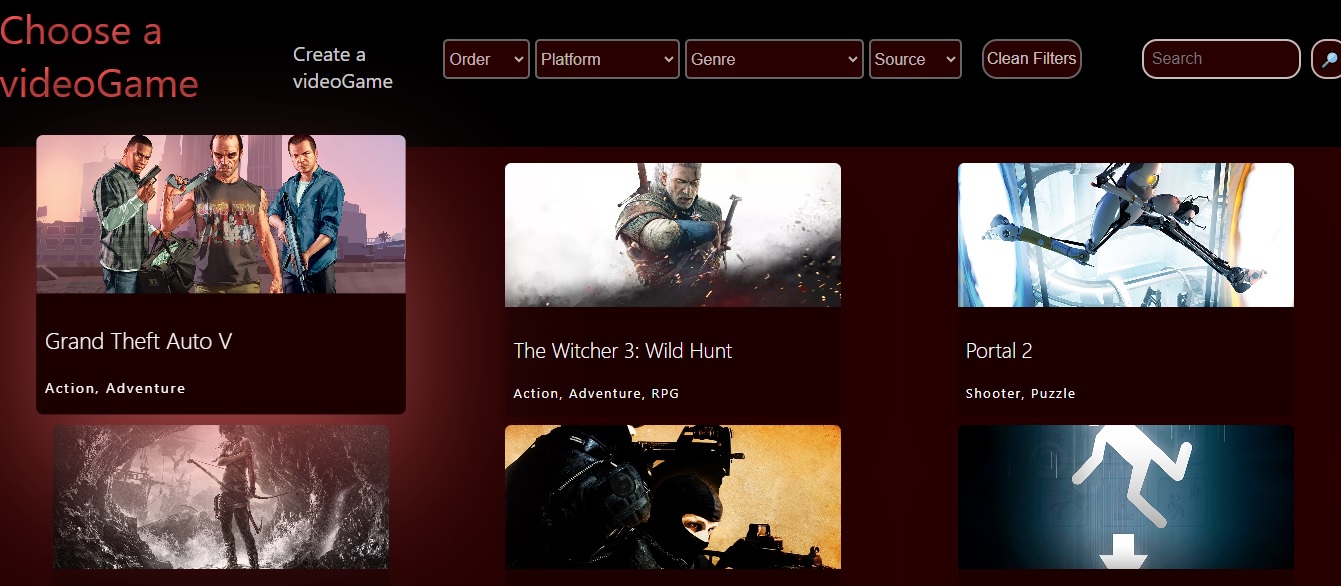 Choose a
videoGame
Create a
videoGame
Order
Platform
Genre
Source
Clean Filters
Search
Grand Theft Auto V
Action, Adventure
The Witcher 3: Wild Hunt
Action, Adventure, RPG
Portal 2
Shooter, Puzzle